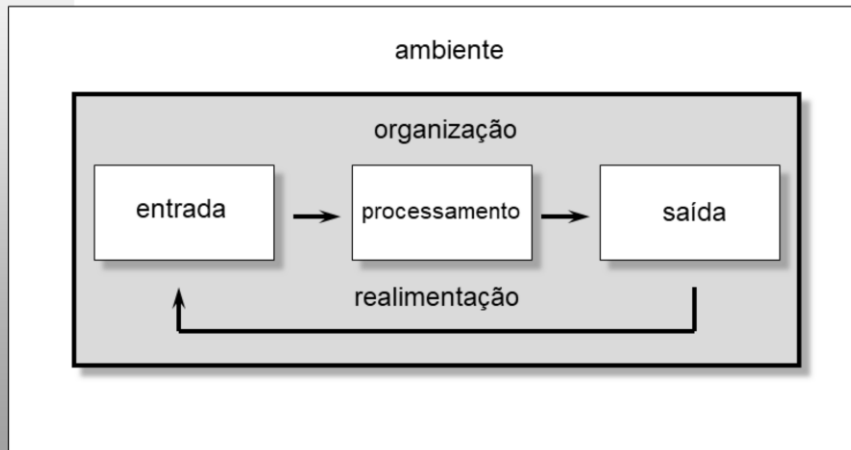 ambiente
organização
entrada
processamento
saída
realimentação